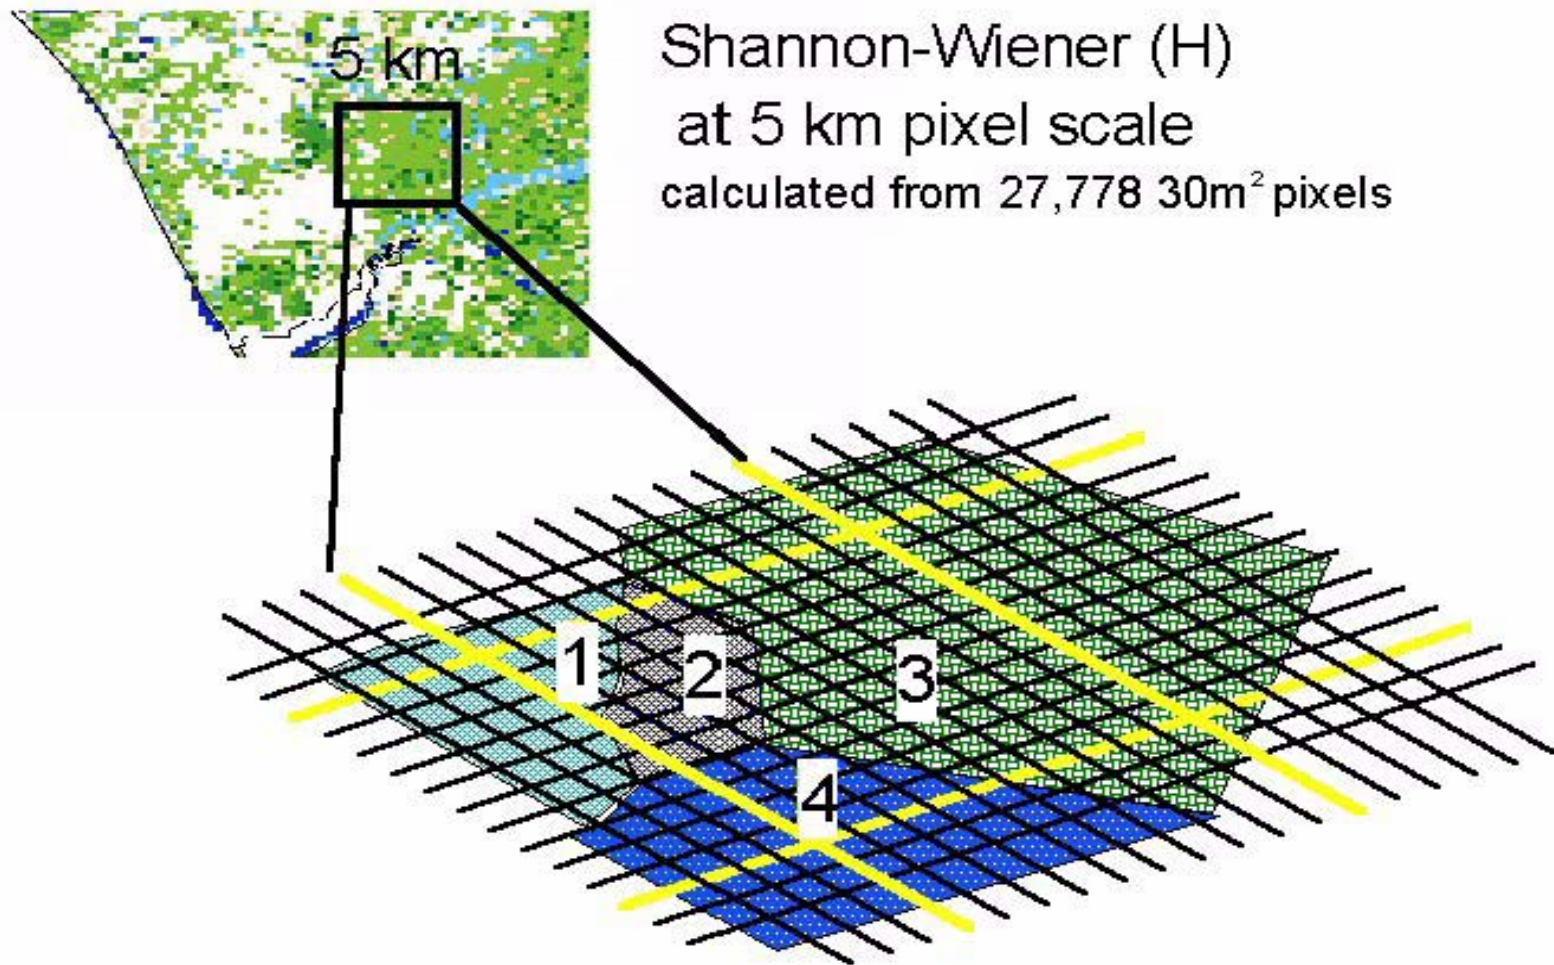 5 km
Shannon-Wiener (H)
at 5 km pixel scale
calculated from 27,778 30m² pixels
1
2
3
4